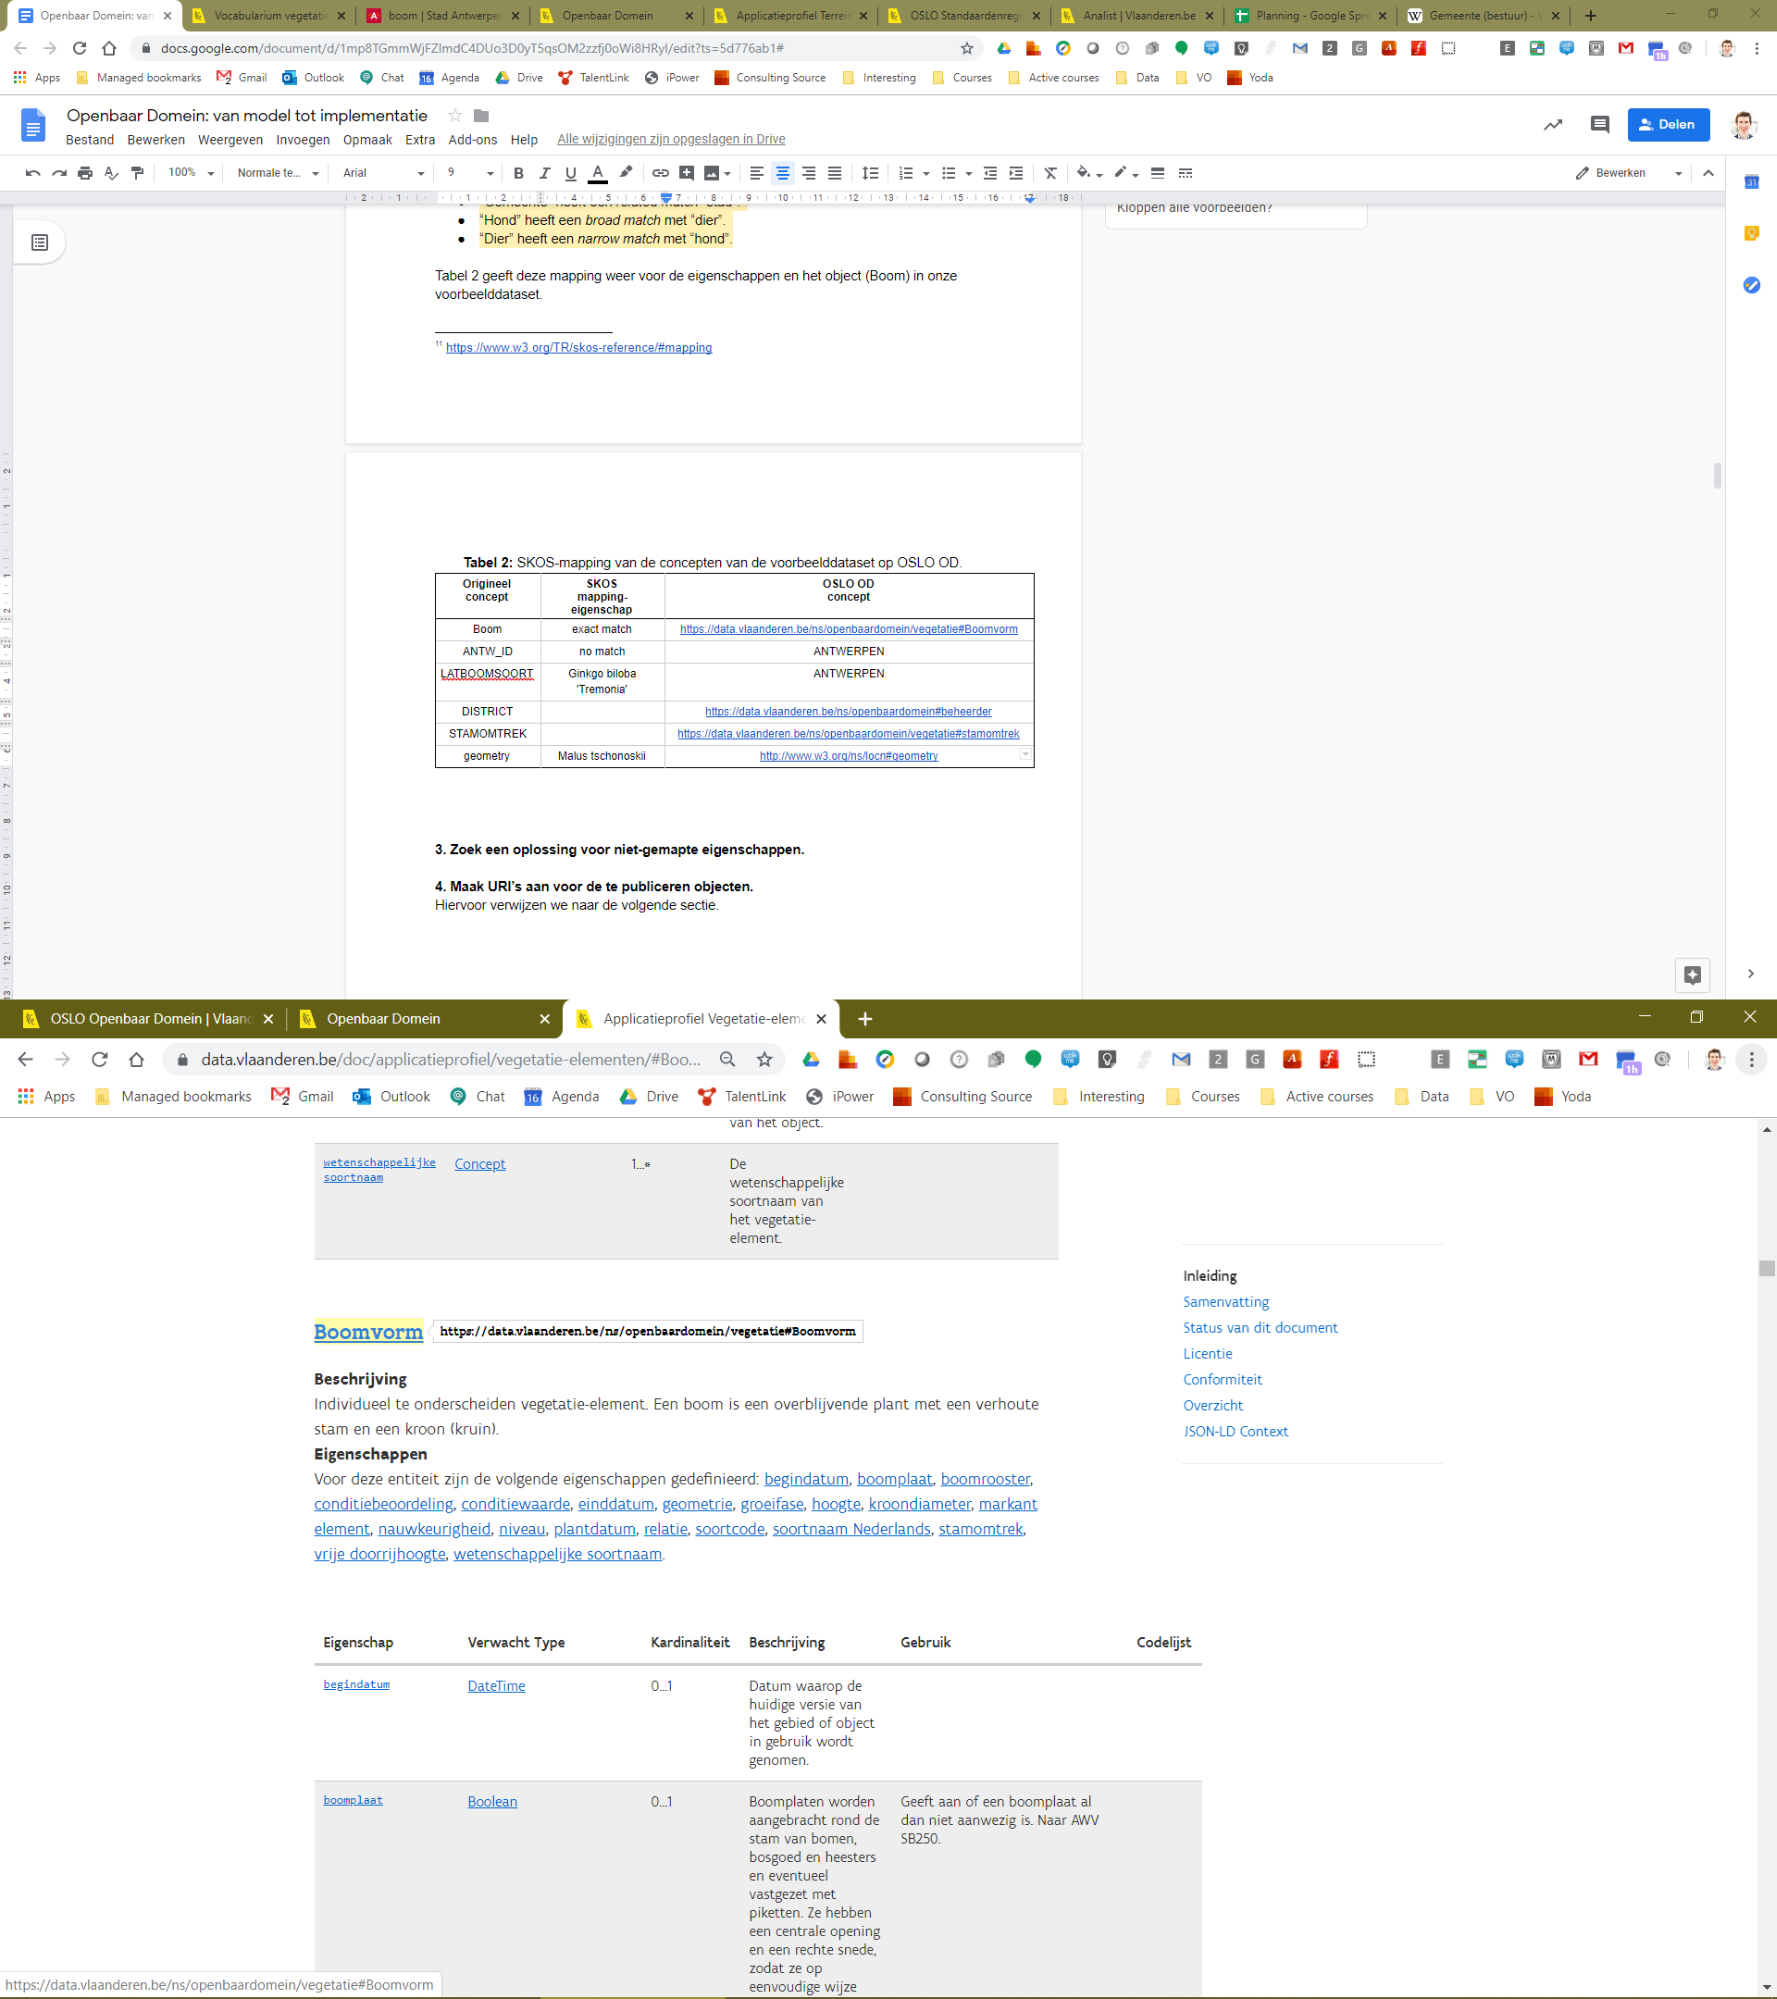 Openbaar Domein: van
Vocabularium vegetatie
boom | Stad Antwerpen
Openbaar Domein
Applicatieprofiel Terrein
OSLO Standaardenregi
Analist | Vlaanderen.be
Planning - Google Spre
Gemeente (bestuur) - W
docs.google.com/document/d/1mp8TGmmWjFZlmdC4DUo3D0yT5qsOM2zzfj0oWi8HRyI/edit?ts=5d776ab1#
Apps Managed bookmarks Gmail Outlook Chat Agenda Drive TalentLink iPower Consulting Source Interesting Courses Active courses Data VO Yoda
Openbaar Domein: van model tot implementatie
Bestand Bewerken Weergeven Invoegen Opmaak Extra Add-ons Help Alle wijzigingen zijn opgeslagen in Drive
Delen
100% Normale te... Arial 9 Bewerken
Kloppen alle voorbeelden?
● "Hond" heeft een broad match met "dier".
● "Dier" heeft een narrow match met "hond".
Tabel 2 geeft deze mapping weer voor de eigenschappen en het object (Boom) in onze
voorbeelddataset.
11 https://www.w3.org/TR/skos-reference/#mapping
Tabel 2: SKOS-mapping van de concepten van de voorbeelddataset op OSLO OD.
Origineel concept
SKOS mapping-eigenschap
OSLO OD concept
Boom exact match https://data.vlaanderen.be/ns/openbaardomein/vegetatie#Boomvorm
ANTW_ID no match ANTWERPEN
LATBOOMSOORT Ginkgo biloba 'Tremonia' ANTWERPEN
DISTRICT https://data.vlaanderen.be/ns/openbaardomein#beheerder
STAMOMTREK https://data.vlaanderen.be/ns/openbaardomein/vegetatie#stamomtrek
geometry Malus tschonoskii http://www.w3.org/ns/locn#geometry
3. Zoek een oplossing voor niet-gemapte eigenschappen.
4. Maak URI's aan voor de te publiceren objecten.
Hiervoor verwijzen we naar de volgende sectie.
OSLO Openbaar Domein | Vlaand
Openbaar Domein
Applicatieprofiel Vegetatie-eleme
data.vlaanderen.be/doc/applicatieprofiel/vegetatie-elementen/#Boo...
Apps Managed bookmarks Gmail Outlook Chat Agenda Drive TalentLink iPower Consulting Source Interesting Courses Active courses Data VO Yoda
van het object.
wetenschappelijke soortnaam
Concept
1...*
De
wetenschappelijke
soortnaam van
het vegetatie-
element.
Inleiding
Samenvatting
Status van dit document
Licentie
Conformiteit
Overzicht
JSON-LD Context
Boomvorm
https://data.vlaanderen.be/ns/openbaardomein/vegetatie#Boomvorm
Beschrijving
Individueel te onderscheiden vegetatie-element. Een boom is een overblijvende plant met een verhoute
stam en een kroon (kruin).
Eigenschappen
Voor deze entiteit zijn de volgende eigenschappen gedefinieerd: begindatum, boomplaat, boomrooster,
conditiebeoordeling, conditiewaarde, einddatum, geometrie, groeifase, hoogte, kroondiameter, markant
element, nauwkeurigheid, niveau, plantdatum, relatie, soortcode, soortnaam Nederlands, stamomtrek,
vrije doorrijhoogte, wetenschappelijke soortnaam.
Eigenschap Verwacht Type Kardinaliteit Beschrijving Gebruik Codelijst
begindatum DateTime 0...1
Datum waarop de
huidige versie van
het gebied of object
in gebruik wordt
genomen.
boomplaat Boolean 0...1
Boomplaten worden
aangebracht rond de
stam van bomen,
bosgoed en heesters
en eventueel
vastgezet met
piketten. Ze hebben
een centrale opening
en een rechte snede,
zodat ze op
eenvoudige wijze
Geeft aan of een boomplaat al
dan niet aanwezig is. Naar AWV
SB250.
https://data.vlaanderen.be/ns/openbaardomein/vegetatie#Boomvorm